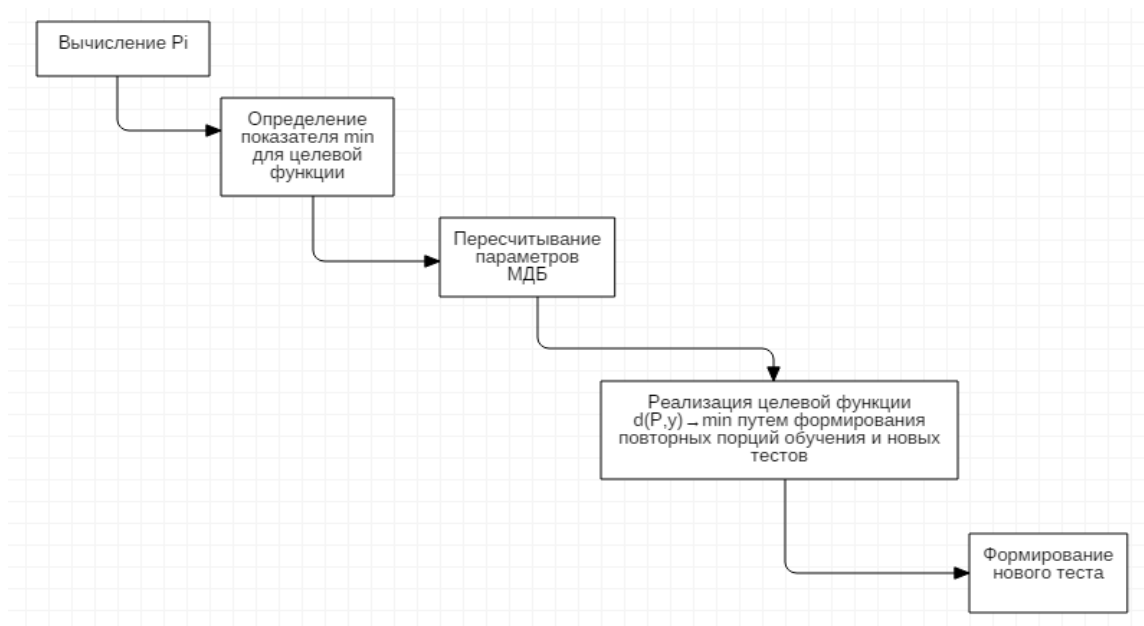 Вычисление Pi
Определение
показателя min
для целевой
функции
Пересчитывание
параметров
МДБ
Реализация целевой функции
d(P,y)→min путем формирования
повторных порций обучения и новых
тестов
Формирование
нового теста